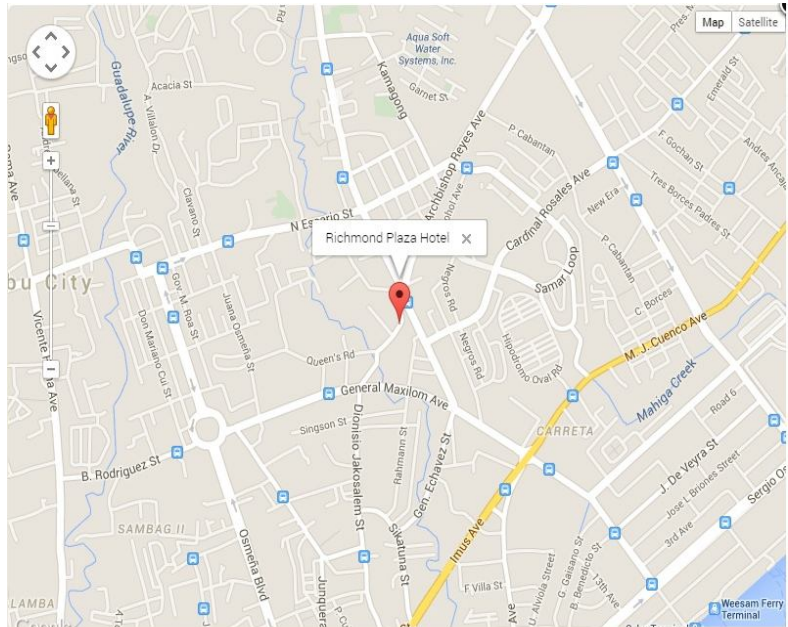 Map
Satellite
Aqua Soft
Water
Systems, Inc.
Kamagong
Garnet St
Emerald St
Guadalupe River
Acacia St
A. Villalon Dr
P. Cabantan
F. Gochan St
Archbishop Reyes Ave
Clavano St
Cardinal Rosales Ave
New Era
Tres Borces Padres St
N Escario St
Richmond Plaza Hotel
Negros Rd
P. Cabantan
Samar Loop
C. Borces
bu City
Gov. M. Roa St
Juana Osmeña St
Don Mariano Cui St
Queen's Rd
Negros Rd
Hipodromo Oval Rd
M. J. Cuenco Ave
Mahiga Creek
General Maxilom Ave
Road 6
Singson St
Dionisio Jakosalem St
Rahmann St
Gen. Echavez St
CARRETA
B. Rodriguez St
J. De Veyra St
Jose L Briones Street
Sergio Os
3rd Ave
SAMBAG II
Osmeña Blvd
Sikatuna St
Imus Ave
F Villa St
U. Alviola Street
G. Gaisano St
B. Benedicto St
13th Ave
LAMBA
Junquera
Ave
Weesam Ferry
Terminal